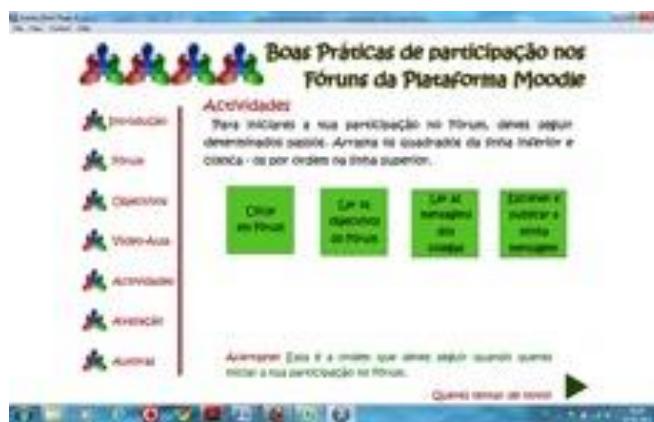 Boas Práticas de participação nos
Fóruns da Plataforma Moodle
Actividades
Para iniciares a tua participação no Fórum, deves seguir
determinados passos. Arrasta os quadrados da linha inferior e
coloca - os por ordem na linha superior.
Introdução
Fórum
Objectivos
Vídeo-Aula
Actividades
Avaliação
Autoras
Clicar
em Fórum
Ler os
objectivos
do Fórum
Ler as
mensagens
dos
colegas
Escrever e
publicar a
minha
mensagem
Acertaste! Esta é a ordem que deves seguir quando queres
iniciar a tua participação no Fórum.
Queres tentar de novo?